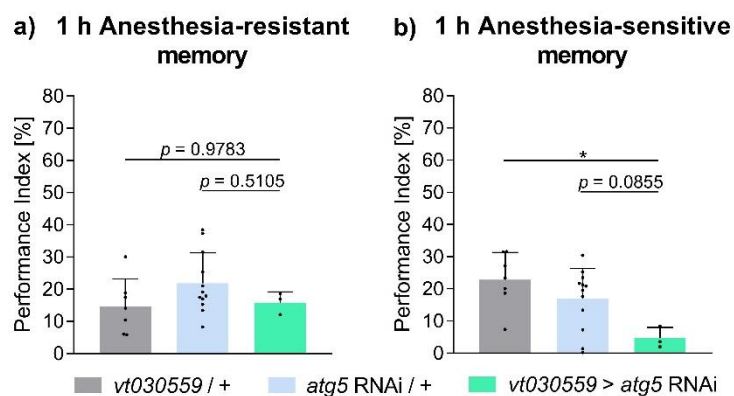 a) 1 h Anesthesia-resistant
memory
Performance Index [%]
80
70
60
50
40
30
20
10
0
p = 0.9783
p = 0.5105
b) 1 h Anesthesia-sensitive
memory
Performance Index [%]
80
70
60
50
40
30
20
10
0
*
p = 0.0855
vt030559 / +
atg5 RNAi / +
vt030559 > atg5 RNAi